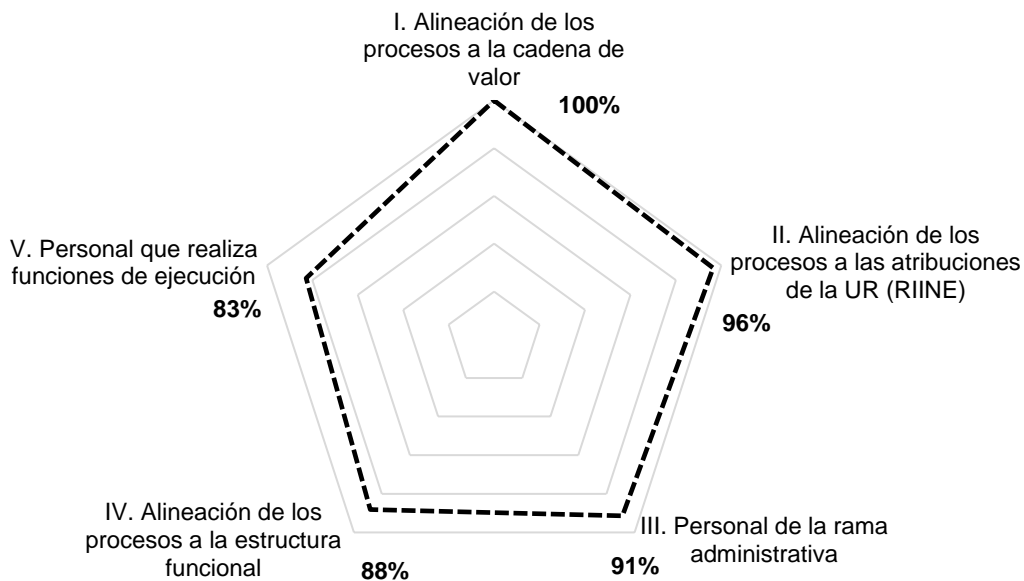 I. Alineación de los
procesos a la cadena de
valor
100%
II. Alineación de los
procesos a las atribuciones
de la UR (RIINE)
96%
III. Personal de la rama
administrativa
91%
IV. Alineación de los
procesos a la estructura
funcional
88%
V. Personal que realiza
funciones de ejecución
83%